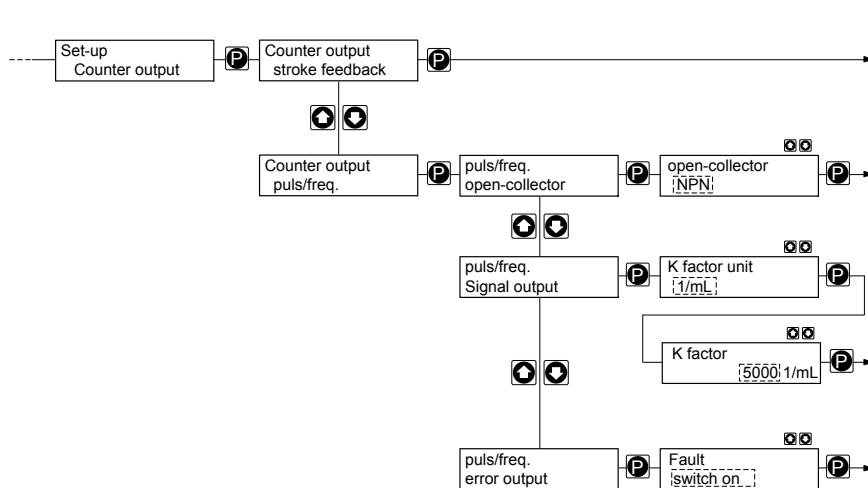 Set-up
Counter output
P
Counter output
stroke feedback
P
Counter output
puls/freq.
P
puls/freq.
open-collector
P
open-collector
NPN
P
puls/freq.
Signal output
P
K factor unit
1/mL
P
K factor
5000 1/mL
P
puls/freq.
error output
P
Fault
switch on
P